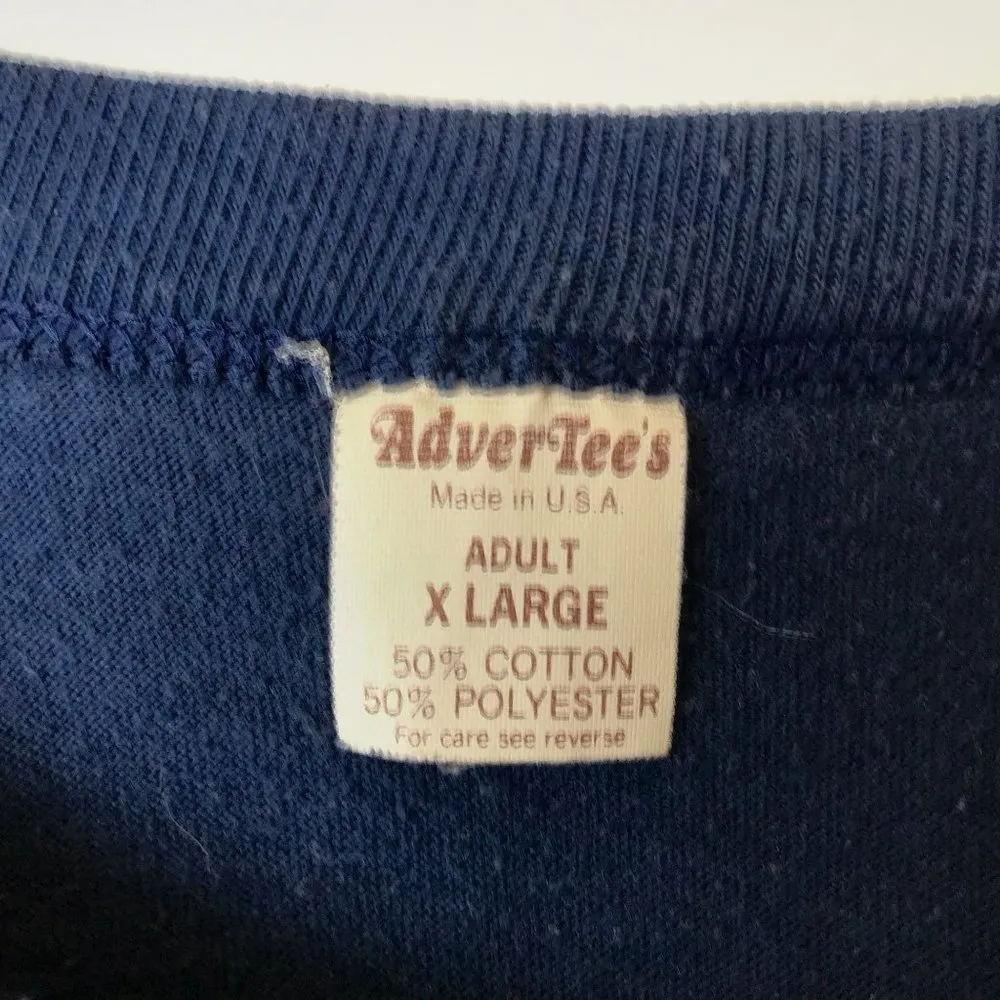 AdverTee's
Made in U.S.A.
ADULT
X LARGE
50% COTTON
50% POLYESTER
For care see reverse